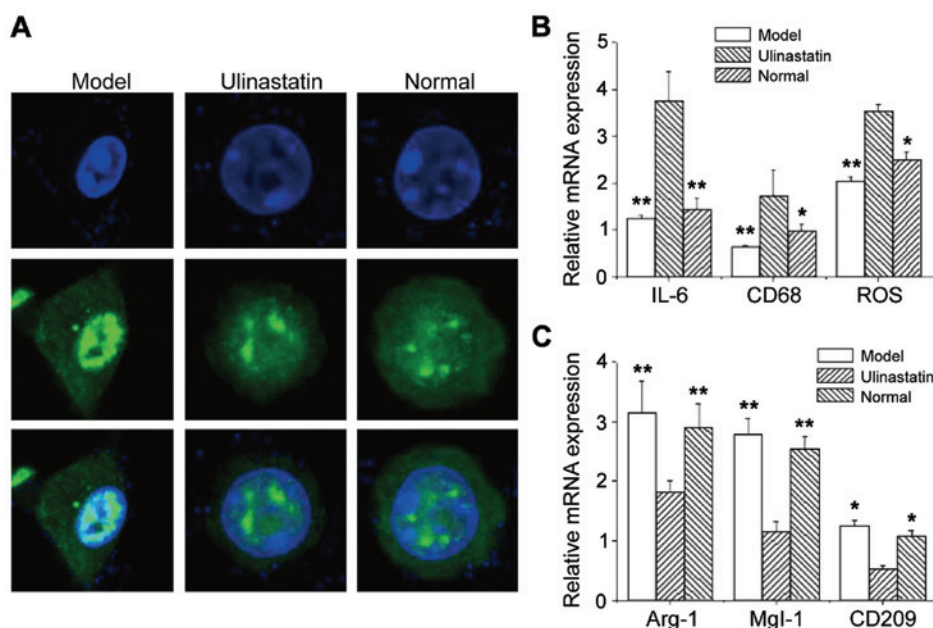 A
Model
Ulinastatin
Normal
B
Relative mRNA expression
5
4
3
2
1
0
Model
Ulinastatin
Normal
**
**
**
*
**
*
IL-6
CD68
ROS
C
Relative mRNA expression
4
3
2
1
0
Model
Ulinastatin
Normal
**
**
**
**
*
*
Arg-1
Mgl-1
CD209